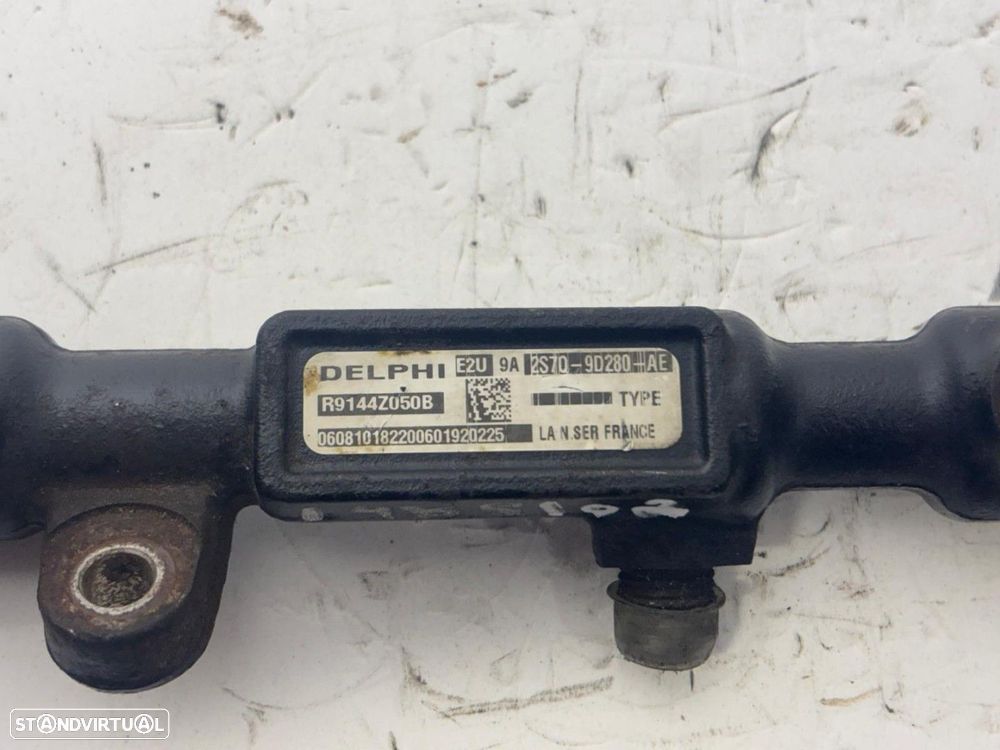 DELPHI E2U 9A 2S7Q-9D280-AE
R9144Z050B TYPE
060810182200601920225 LA N.SER FRANCE
STANDVIRTUAL